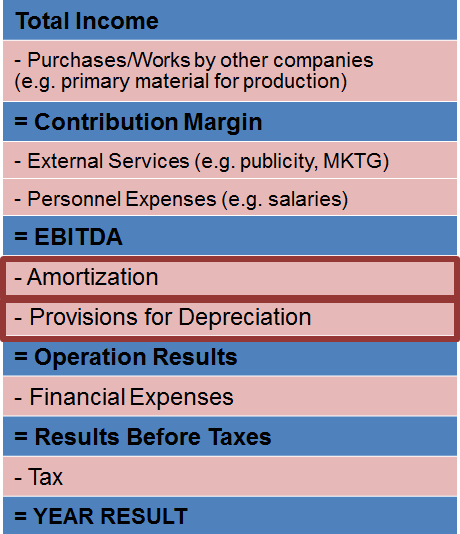 Total Income
- Purchases/Works by other companies
(e.g. primary material for production)
= Contribution Margin
- External Services (e.g. publicity, MKTG)
- Personnel Expenses (e.g. salaries)
= EBITDA
- Amortization
- Provisions for Depreciation
= Operation Results
- Financial Expenses
= Results Before Taxes
- Tax
= YEAR RESULT